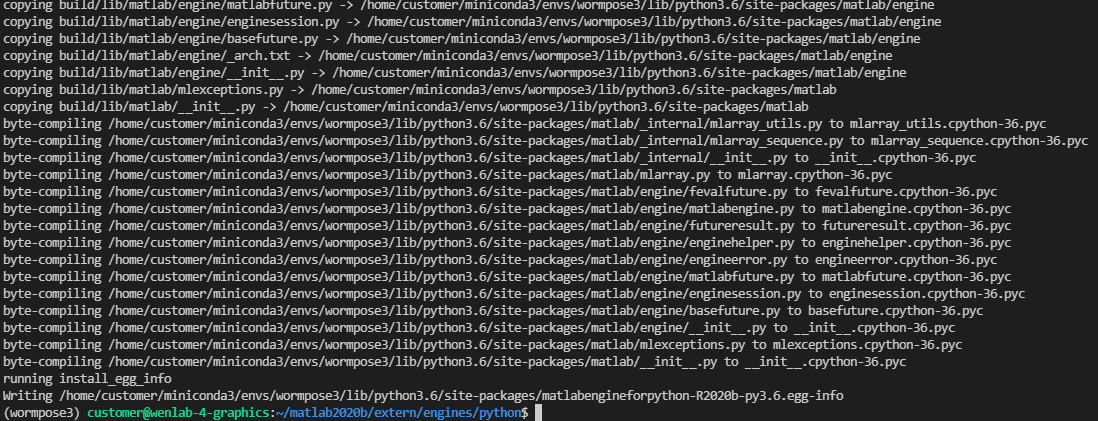 copying build/lib/matlab/engine/matlabfuture.py -> /home/customer/miniconda3/envs/wormpose3/lib/python3.6/site-packages/matlab/engine
copying build/lib/matlab/engine/enginesession.py -> /home/customer/miniconda3/envs/wormpose3/lib/python3.6/site-packages/matlab/engine
copying build/lib/matlab/engine/basefuture.py -> /home/customer/miniconda3/envs/wormpose3/lib/python3.6/site-packages/matlab/engine
copying build/lib/matlab/engine/_arch.txt -> /home/customer/miniconda3/envs/wormpose3/lib/python3.6/site-packages/matlab/engine
copying build/lib/matlab/engine/__init__.py -> /home/customer/miniconda3/envs/wormpose3/lib/python3.6/site-packages/matlab/engine
copying build/lib/matlab/mlexceptions.py -> /home/customer/miniconda3/envs/wormpose3/lib/python3.6/site-packages/matlab
copying build/lib/matlab/__init__.py -> /home/customer/miniconda3/envs/wormpose3/lib/python3.6/site-packages/matlab
byte-compiling /home/customer/miniconda3/envs/wormpose3/lib/python3.6/site-packages/matlab/_internal/mlarray_utils.py to mlarray_utils.cpython-36.pyc
byte-compiling /home/customer/miniconda3/envs/wormpose3/lib/python3.6/site-packages/matlab/_internal/mlarray_sequence.py to mlarray_sequence.cpython-36.pyc
byte-compiling /home/customer/miniconda3/envs/wormpose3/lib/python3.6/site-packages/matlab/_internal/__init__.py to __init__.cpython-36.pyc
byte-compiling /home/customer/miniconda3/envs/wormpose3/lib/python3.6/site-packages/matlab/mlarray.py to mlarray.cpython-36.pyc
byte-compiling /home/customer/miniconda3/envs/wormpose3/lib/python3.6/site-packages/matlab/engine/fevalfuture.py to fevalfuture.cpython-36.pyc
byte-compiling /home/customer/miniconda3/envs/wormpose3/lib/python3.6/site-packages/matlab/engine/matlabengine.py to matlabengine.cpython-36.pyc
byte-compiling /home/customer/miniconda3/envs/wormpose3/lib/python3.6/site-packages/matlab/engine/futureresult.py to futureresult.cpython-36.pyc
byte-compiling /home/customer/miniconda3/envs/wormpose3/lib/python3.6/site-packages/matlab/engine/enginehelper.py to enginehelper.cpython-36.pyc
byte-compiling /home/customer/miniconda3/envs/wormpose3/lib/python3.6/site-packages/matlab/engine/engineerror.py to engineerror.cpython-36.pyc
byte-compiling /home/customer/miniconda3/envs/wormpose3/lib/python3.6/site-packages/matlab/engine/matlabfuture.py to matlabfuture.cpython-36.pyc
byte-compiling /home/customer/miniconda3/envs/wormpose3/lib/python3.6/site-packages/matlab/engine/enginesession.py to enginesession.cpython-36.pyc
byte-compiling /home/customer/miniconda3/envs/wormpose3/lib/python3.6/site-packages/matlab/engine/basefuture.py to basefuture.cpython-36.pyc
byte-compiling /home/customer/miniconda3/envs/wormpose3/lib/python3.6/site-packages/matlab/engine/__init__.py to __init__.cpython-36.pyc
byte-compiling /home/customer/miniconda3/envs/wormpose3/lib/python3.6/site-packages/matlab/mlexceptions.py to mlexceptions.cpython-36.pyc
byte-compiling /home/customer/miniconda3/envs/wormpose3/lib/python3.6/site-packages/matlab/__init__.py to __init__.cpython-36.pyc
running install_egg_info
Writing /home/customer/miniconda3/envs/wormpose3/lib/python3.6/site-packages/matlabengineforpython-R2020b-py3.6.egg-info
(wormpose3) customer@wenlab-4-graphics:~/matlab2020b/extern/engines/python$